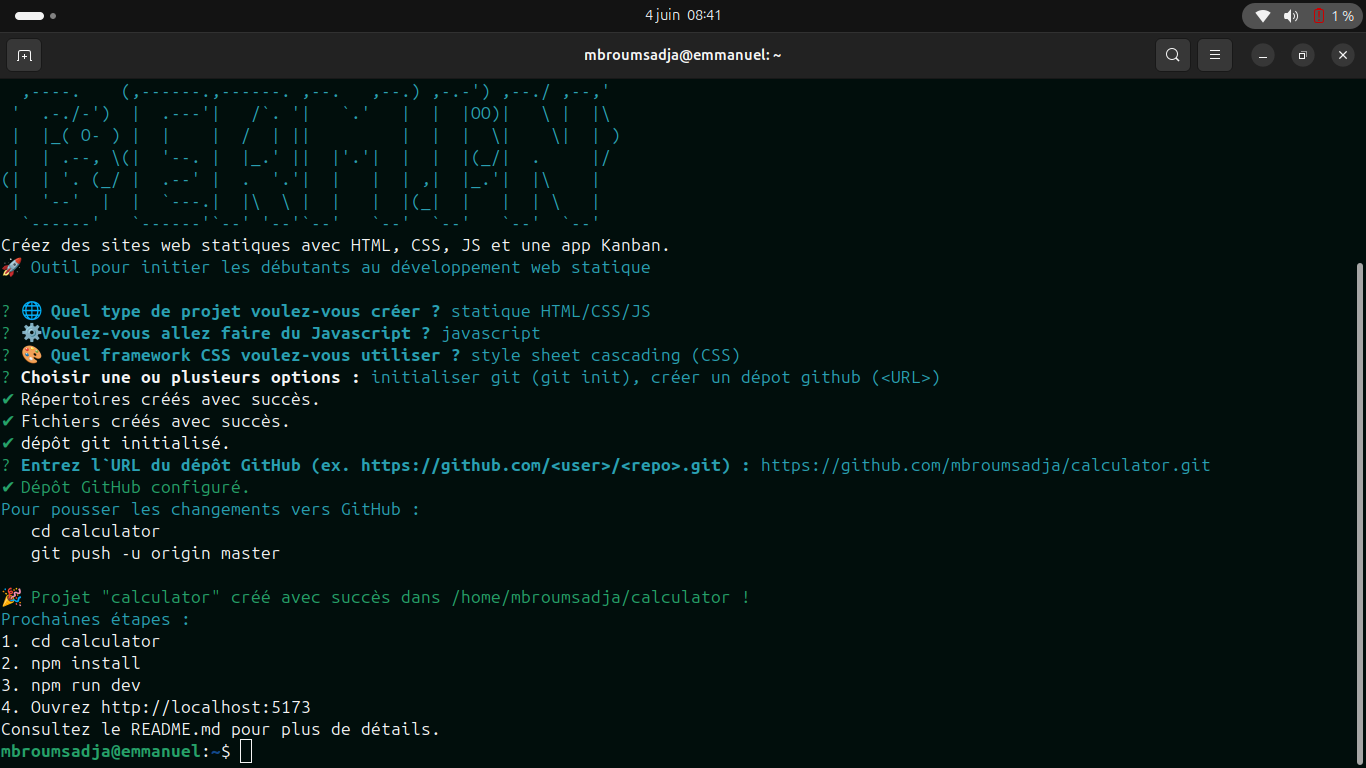 4 juin 08:41
1 %
mbroumsadja@emmanuel: ~
  ,----.    (,------.,------. ,--.   ,--.) ,-.-') ,--./ ,--,'
 '  .-./-')  |  .---'|   /`. '|   `.'   |  |  |OO)|   \ |  |\
 |  |_( O- ) |  |    |  /  | ||         |  |  |  \|    \|  | )
 |  | .--, \(|  '--. |  |_.' ||  |'.'|  |  |  |(_/|  .     |/
(|  | '. (_/ |  .--' |  .  '.'|  |   |  | ,|  |_.'|  |\    |
 |  '--'  |  |  `---.|  |\  \ |  |   |  |(_|  |   |  | \   |
  `------'   `------'`--' '--'`--'   `--'  `--'   `--'  `--'
Créez des sites web statiques avec HTML, CSS, JS et une app Kanban.
🚀 Outil pour initier les débutants au développement web statique
? 🌐 Quel type de projet voulez-vous créer ? statique HTML/CSS/JS
? ⚙️Voulez-vous allez faire du Javascript ? javascript
? 🎨 Quel framework CSS voulez-vous utiliser ? style sheet cascading (CSS)
? Choisir une ou plusieurs options : initialiser git (git init), créer un dépot github (<URL>)
✔ Répertoires créés avec succès.
✔ Fichiers créés avec succès.
✔ dépôt git initialisé.
? Entrez l`URL du dépôt GitHub (ex. https://github.com/<user>/<repo>.git) : https://github.com/mbroumsadja/calculator.git
✔ Dépôt GitHub configuré.
Pour pousser les changements vers GitHub :
   cd calculator
   git push -u origin master
🎉 Projet "calculator" créé avec succès dans /home/mbroumsadja/calculator !
Prochaines étapes :
1. cd calculator
2. npm install
3. npm run dev
4. Ouvrez http://localhost:5173
Consultez le README.md pour plus de détails.
mbroumsadja@emmanuel:~$